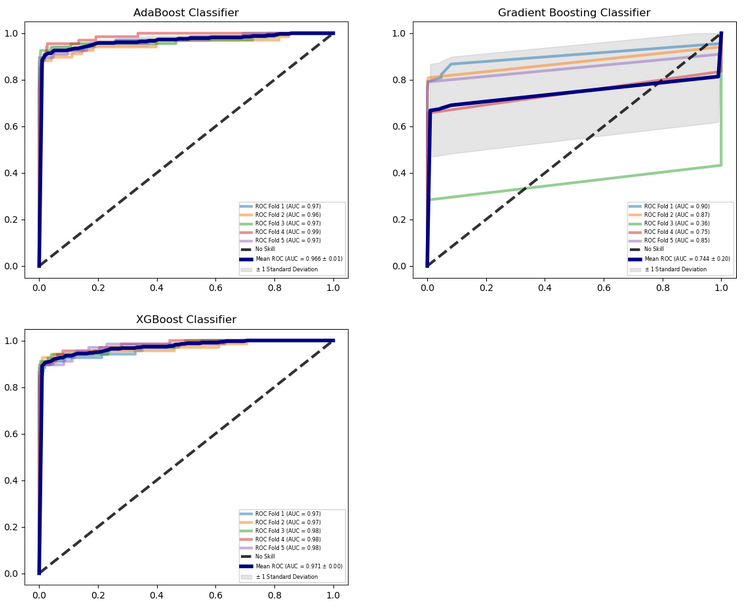 AdaBoost Classifier
1.0
0.8
0.6
0.4
0.2
0.0
ROC Fold 1 (AUC = 0.97)
ROC Fold 2 (AUC = 0.96)
ROC Fold 3 (AUC = 0.97)
ROC Fold 4 (AUC = 0.99)
ROC Fold 5 (AUC = 0.97)
No Skill
Mean ROC (AUC = 0.966 ± 0.01)
± 1 Standard Deviation
0.0 0.2 0.4 0.6 0.8 1.0
Gradient Boosting Classifier
1.0
0.8
0.6
0.4
0.2
0.0
ROC Fold 1 (AUC = 0.90)
ROC Fold 2 (AUC = 0.87)
ROC Fold 3 (AUC = 0.36)
ROC Fold 4 (AUC = 0.75)
ROC Fold 5 (AUC = 0.85)
No Skill
Mean ROC (AUC = 0.744 ± 0.20)
± 1 Standard Deviation
0.0 0.2 0.4 0.6 0.8 1.0
XGBoost Classifier
1.0
0.8
0.6
0.4
0.2
0.0
ROC Fold 1 (AUC = 0.97)
ROC Fold 2 (AUC = 0.97)
ROC Fold 3 (AUC = 0.98)
ROC Fold 4 (AUC = 0.98)
ROC Fold 5 (AUC = 0.98)
No Skill
Mean ROC (AUC = 0.971 ± 0.00)
± 1 Standard Deviation
0.0 0.2 0.4 0.6 0.8 1.0